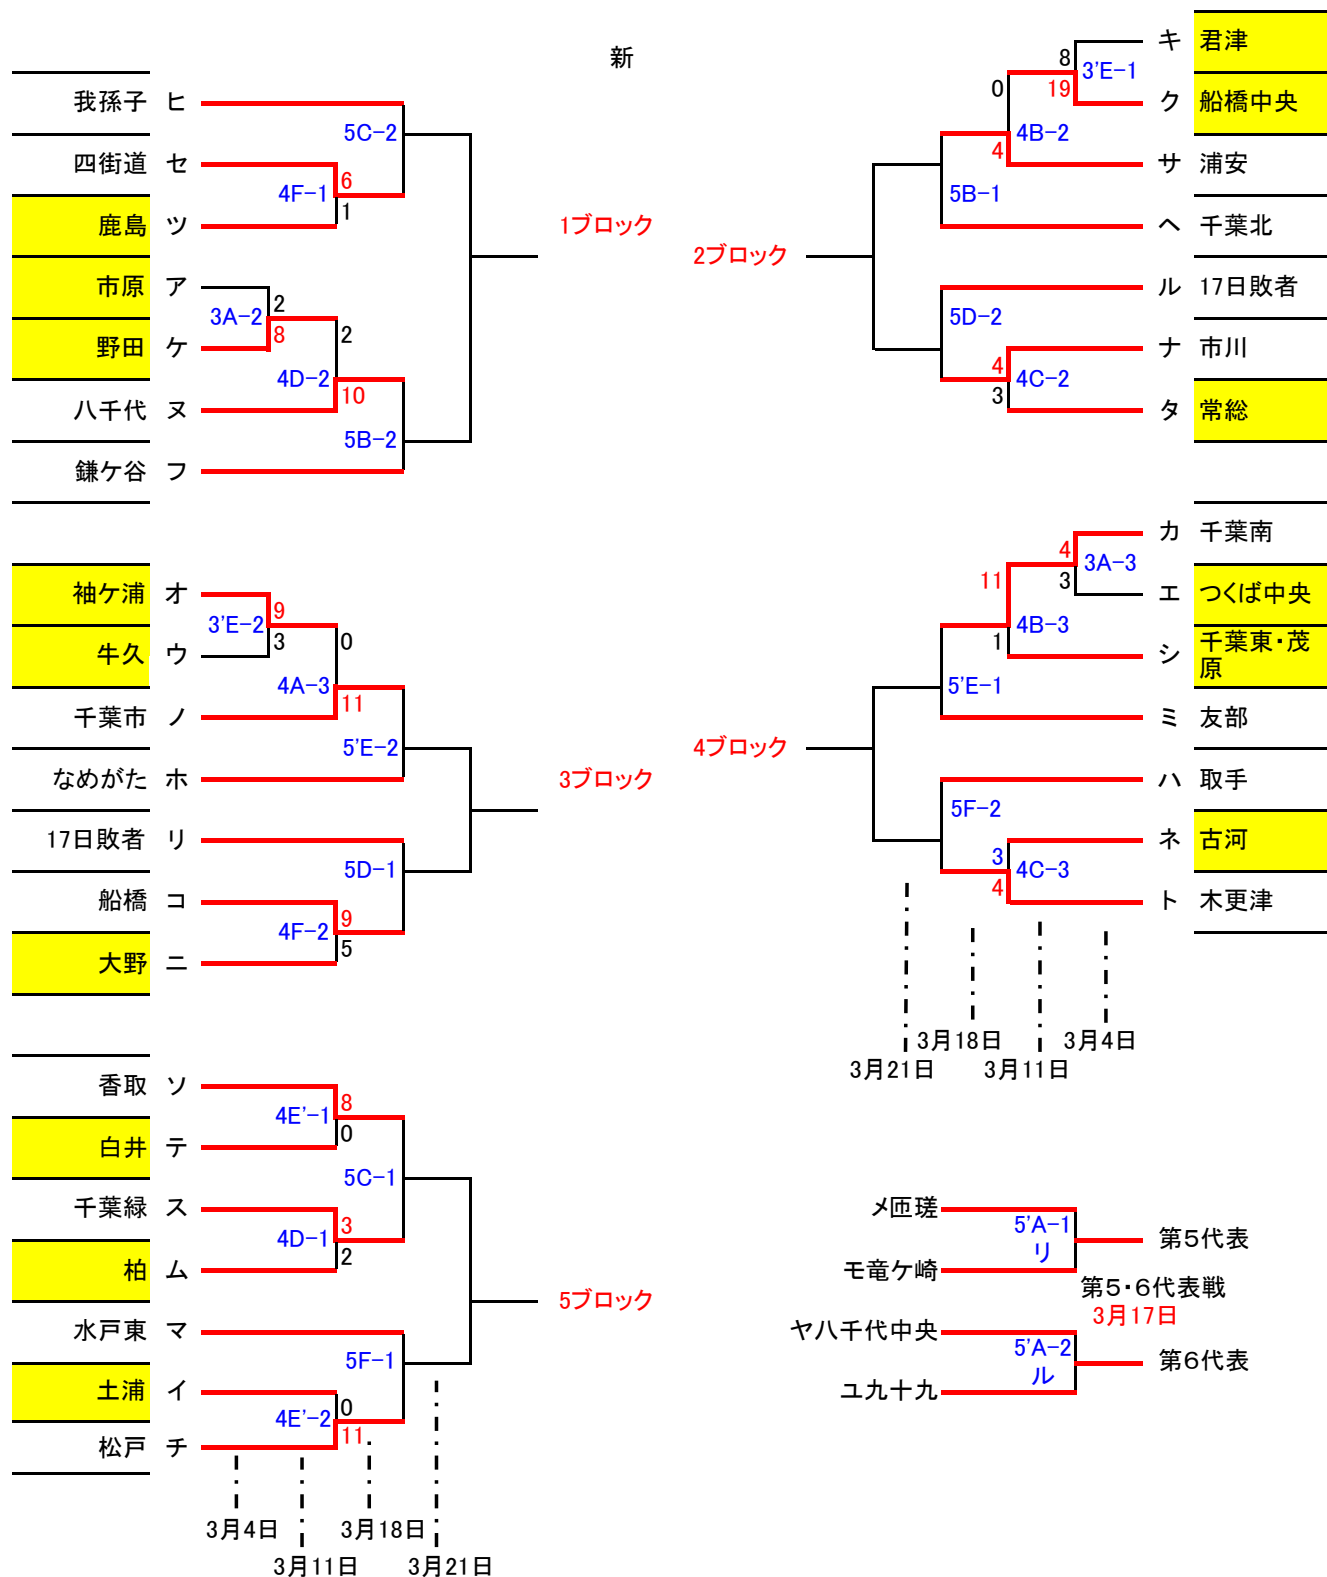 新
我孫子 ヒ
5C-2
四街道 セ
6
4F-1
1
鹿島 ツ
1ブロック
市原 ア
2
3A-2
8
2
野田 ケ
4D-2
10
八千代 ヌ
5B-2
鎌ケ谷 フ
キ 君津
8
3'E-1
19
0
ク 船橋中央
4B-2
4
サ 浦安
5B-1
ヘ 千葉北
2ブロック
ル 17日敗者
5D-2
ナ 市川
4
4C-2
3
タ 常総
袖ケ浦 オ
9
3'E-2
3
0
牛久 ウ
4A-3
11
千葉市 ノ
5'E-2
なめがた ホ
3ブロック
17日敗者 リ
5D-1
船橋 コ
9
4F-2
5
大野 ニ
カ 千葉南
4
3A-3
3
11
エ つくば中央
4B-3
1
シ 千葉東・茂
原
5'E-1
ミ 友部
4ブロック
ハ 取手
5F-2
ネ 古河
3
4C-3
4
ト 木更津
3月18日
3月4日
3月21日
3月11日
香取 ソ
8
4E'-1
0
白井 テ
5C-1
千葉緑 ス
3
4D-1
2
柏 ム
5ブロック
水戸東 マ
5F-1
土浦 イ
0
4E'-2
11
松戸 チ
3月4日
3月18日
3月11日
3月21日
メ匝瑳
5'A-1
リ
第5代表
モ竜ケ崎
第5・6代表戦
3月17日
ヤ八千代中央
5'A-2
ル
第6代表
ユ九十九